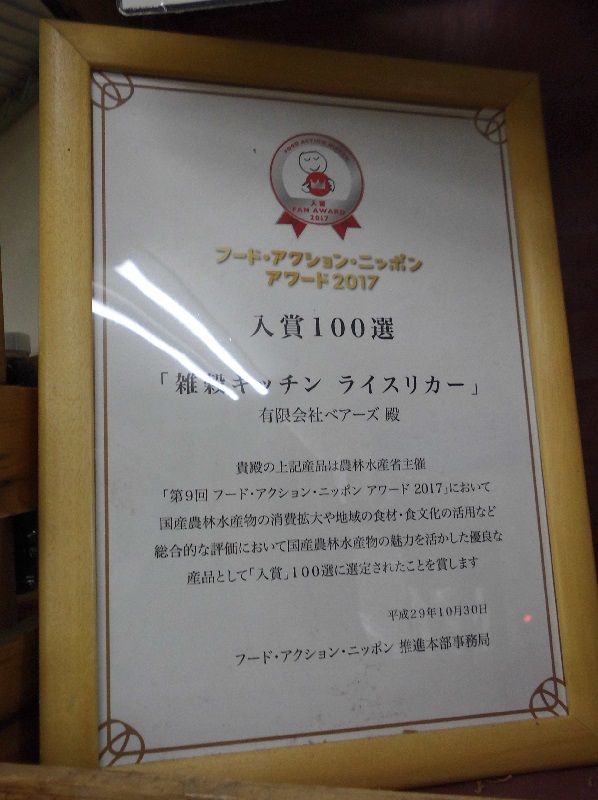 FOOD ACTION NIPPON
入賞
FAN AWARD
2017
フード・アクション・ニッポン
アワード2017
入賞100選
「雑穀キッチン ライスリカー」
有限会社ベアーズ 殿
貴殿の上記産品は農林水産省主催
「第9回 フード・アクション・ニッポン アワード 2017」において
国産農林水産物の消費拡大や地域の食材・食文化の活用など
総合的な評価において国産農林水産物の魅力を活かした優良な
産品として「入賞」100選に選定されたことを賞します
平成29年10月30日
フード・アクション・ニッポン 推進本部事務局